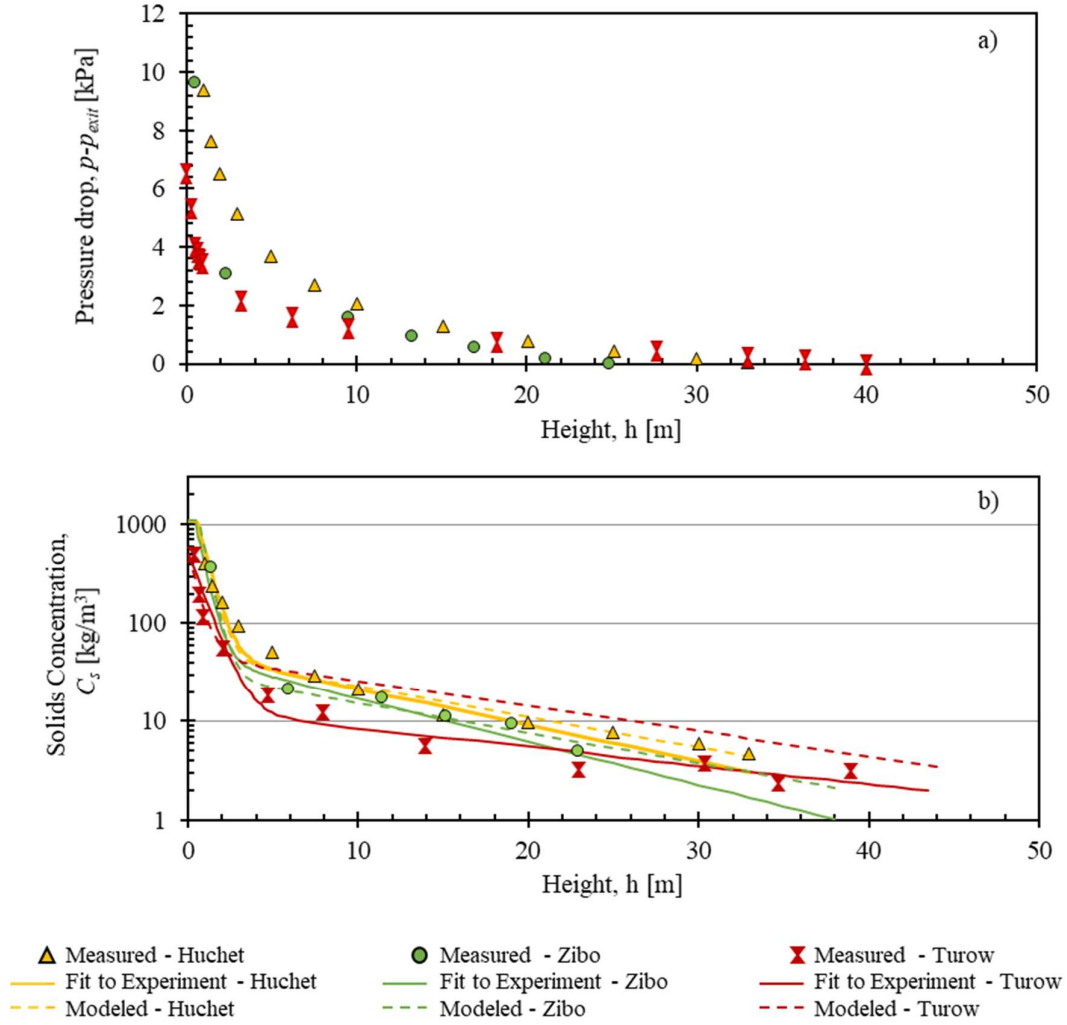 12
10
8
6
4
2
0
Pressure drop, p-pexit [kPa]
a)
0 10 20 30 40 50
Height, h [m]
1000
100
10
1
Solids Concentration,
Cs [kg/m³]
b)
0 10 20 30 40 50
Height, h [m]
Measured - Huchet Measured - Zibo Measured - Turow
Fit to Experiment - Huchet Fit to Experiment - Zibo Fit to Experiment - Turow
Modeled - Huchet Modeled - Zibo Modeled - Turow